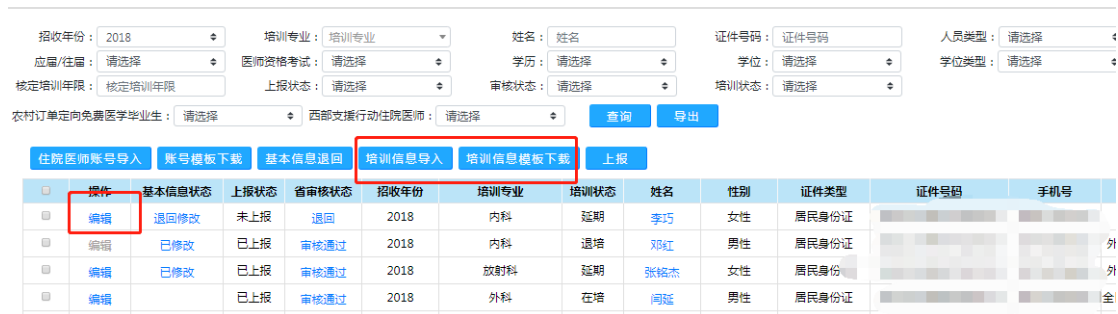 招收年份： 2018 培训专业： 培训专业 姓名： 姓名 证件号码： 证件号码 人员类型： 请选择
应届/往届： 请选择 医师资格考试： 请选择 学历： 请选择 学位： 请选择 学位类型： 请选择
核定培训年限： 核定培训年限 上报状态： 请选择 审核状态： 请选择 培训状态： 请选择
农村订单定向免费医学毕业生： 请选择 西部支援行动住院医师： 请选择 查询 导出
住院医师账号导入 账号模板下载 基本信息退回 培训信息导入 培训信息模板下载 上报
操作 基本信息状态 上报状态 省审核状态 招收年份 培训专业 培训状态 姓名 性别 证件类型 证件号码 手机号
编辑 退回修改 未上报 退回 2018 内科 延期 李巧 女性 居民身份证
编辑 已修改 已上报 审核通过 2018 内科 退培 邓红 男性 居民身份证 外
编辑 已修改 已上报 审核通过 2018 放射科 延期 张铭杰 女性 居民身份 外
编辑 已上报 审核通过 2018 外科 在培 闫延 男性 居民身份证 全